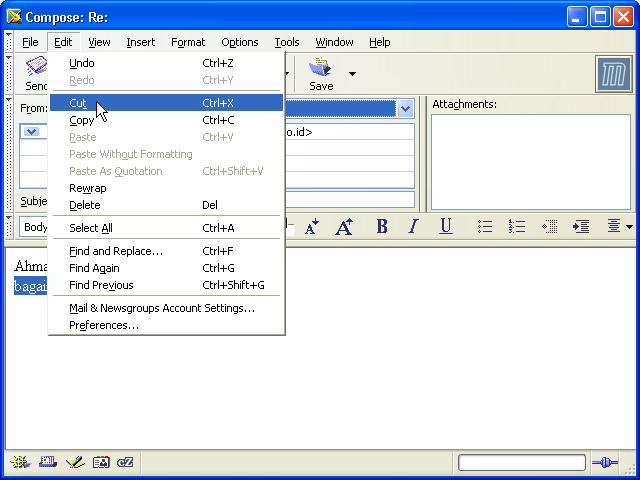 Compose: Re:
File Edit View Insert Format Options Tools Window Help
Undo Ctrl+Z
Redo Ctrl+Y
Cut Ctrl+X
Copy Ctrl+C
Paste Ctrl+V
Paste Without Formatting
Paste As Quotation Ctrl+Shift+V
Rewrap
Delete Del
Select All Ctrl+A
Find and Replace... Ctrl+F
Find Again Ctrl+G
Find Previous Ctrl+Shift+G
Mail & Newsgroups Account Settings...
Preferences...
Send
Save
From:
Attachments:
o.id>
Subje
Body
A A B I U
Ahma
bagai
cZ